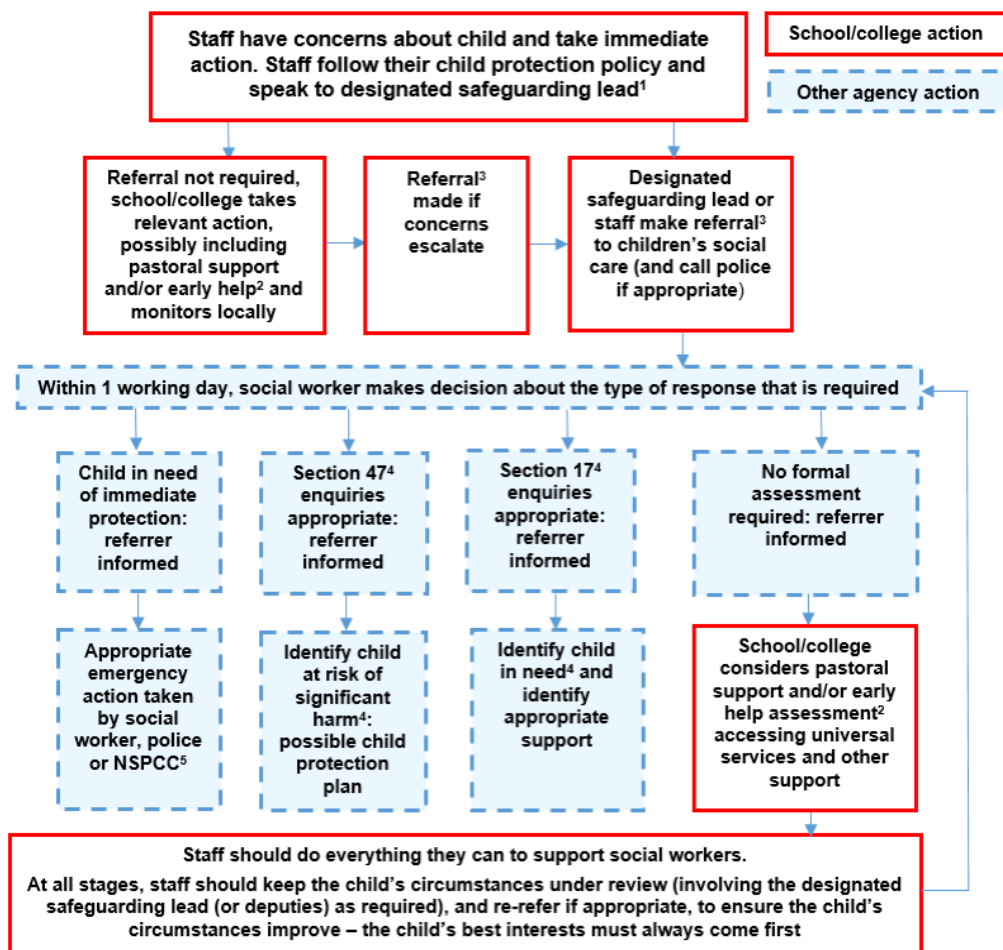 Staff have concerns about child and take immediate
action. Staff follow their child protection policy and
speak to designated safeguarding lead¹
School/college action
Other agency action
Referral not required,
school/college takes
relevant action,
possibly including
pastoral support
and/or early help² and
monitors locally
Referral³
made if
concerns
escalate
Designated
safeguarding lead or
staff make referral³
to children’s social
care (and call police
if appropriate)
Within 1 working day, social worker makes decision about the type of response that is required
Child in need
of immediate
protection:
referrer
informed
Section 47⁴
enquiries
appropriate:
referrer
informed
Section 17⁴
enquiries
appropriate:
referrer
informed
No formal
assessment
required: referrer
informed
Appropriate
emergency
action taken
by social
worker, police
or NSPCC⁵
Identify child
at risk of
significant
harm⁴:
possible child
protection
plan
Identify child
in need⁴ and
identify
appropriate
support
School/college
considers pastoral
support and/or early
help assessment²
accessing universal
services and other
support
Staff should do everything they can to support social workers.
At all stages, staff should keep the child’s circumstances under review (involving the designated
safeguarding lead (or deputies) as required), and re-refer if appropriate, to ensure the child’s
circumstances improve – the child’s best interests must always come first